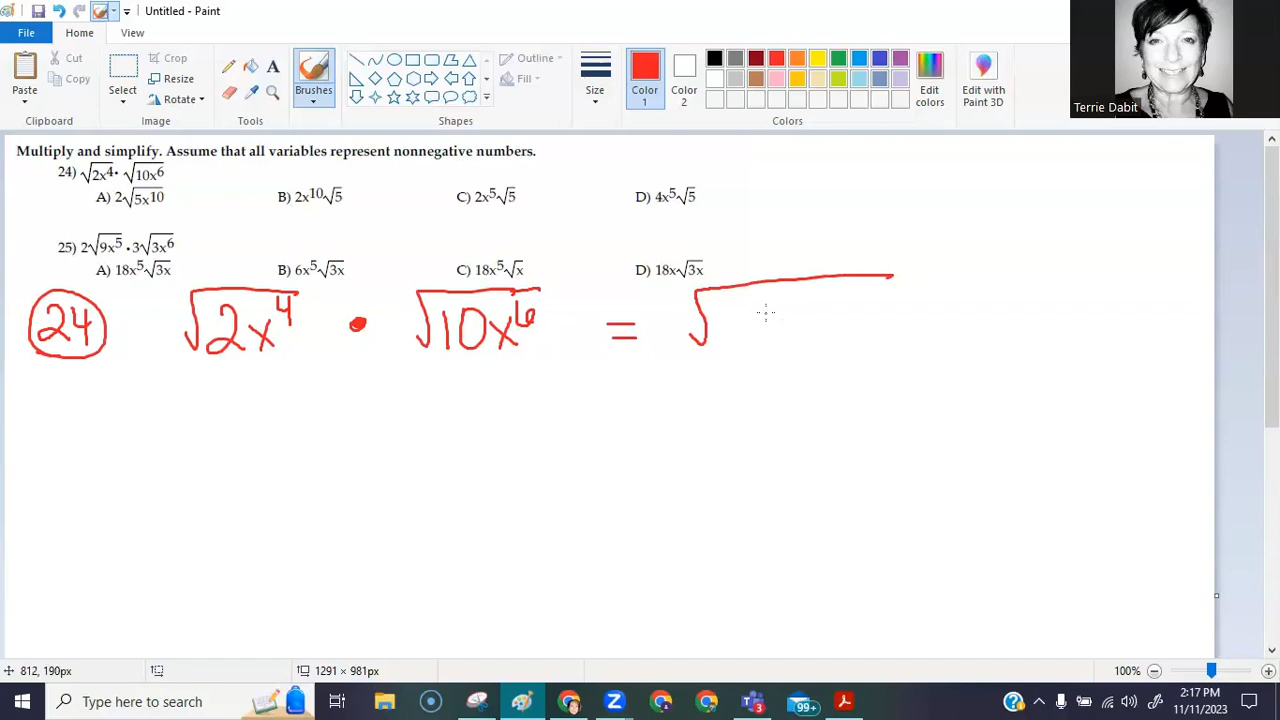 Untitled - Paint
File Home View
Paste
Cut
Copy
Clipboard
Select
Crop
Resize
Rotate
Image
A
Tools
Brushes
Outline
Fill
Shapes
Size
Color 1
Color 2
Edit colors
Edit with Paint 3D
Colors
Terrie Dabit
Multiply and simplify. Assume that all variables represent nonnegative numbers.
24) √2x⁴ · √10x⁶
A) 2√5x¹⁰ B) 2x¹⁰√5 C) 2x⁵√5 D) 4x⁵√5
25) 2√9x⁵ · 3√3x⁶
A) 18x⁵√3x B) 6x⁵√3x C) 18x⁵√x D) 18x√3x
24 √2x⁴ · √10x⁶ = √
812, 190px 1291 × 981px 100%
Type here to search 3 99+ 2:17 PM
11/11/2023